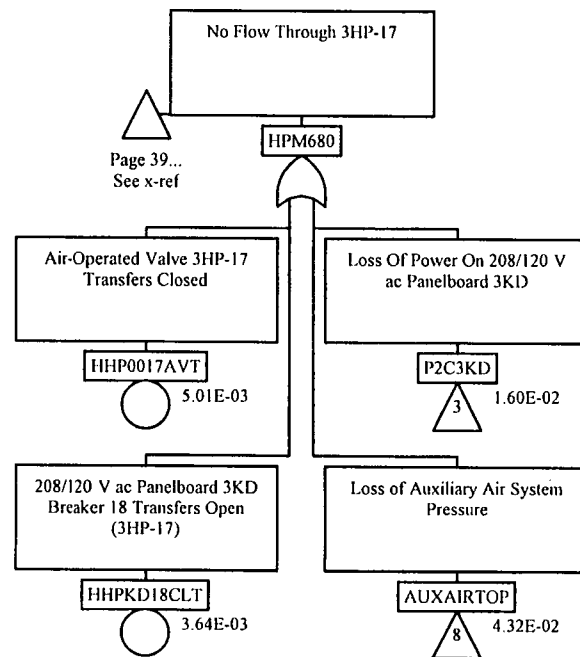 No Flow Through 3HP-17
HPM680
Page 39...
See x-ref
Air-Operated Valve 3HP-17
Transfers Closed
HHP0017AVT
5.01E-03
Loss Of Power On 208/120 V
ac Panelboard 3KD
P2C3KD
3
1.60E-02
208/120 V ac Panelboard 3KD
Breaker 18 Transfers Open
(3HP-17)
HHPKD18CLT
3.64E-03
Loss of Auxiliary Air System
Pressure
AUXAIRTOP
8
4.32E-02